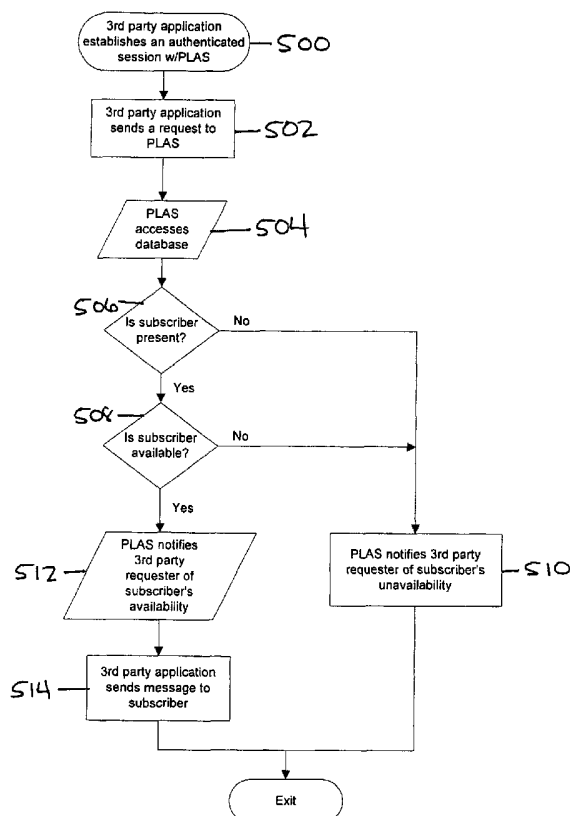 3rd party application
establishes an authenticated
session w/PLAS
500
3rd party application
sends a request to
PLAS
502
PLAS
accesses
database
504
506
Is subscriber
present?
No
Yes
508
Is subscriber
available?
No
Yes
512
PLAS notifies
3rd party
requester of
subscriber's
availability
PLAS notifies 3rd party
requester of subscriber's
unavailability
510
514
3rd party application
sends message to
subscriber
Exit